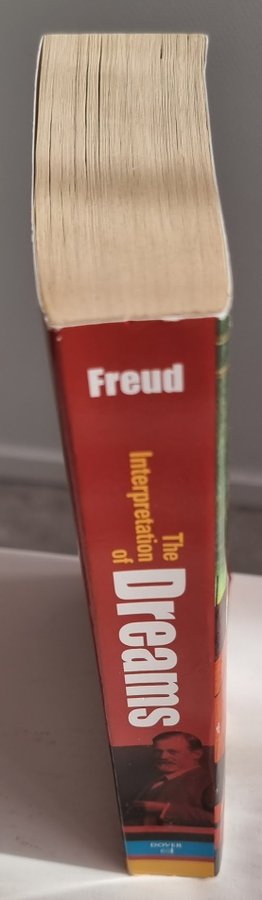 Freud
The
Interpretation
of
Dreams
DOVER